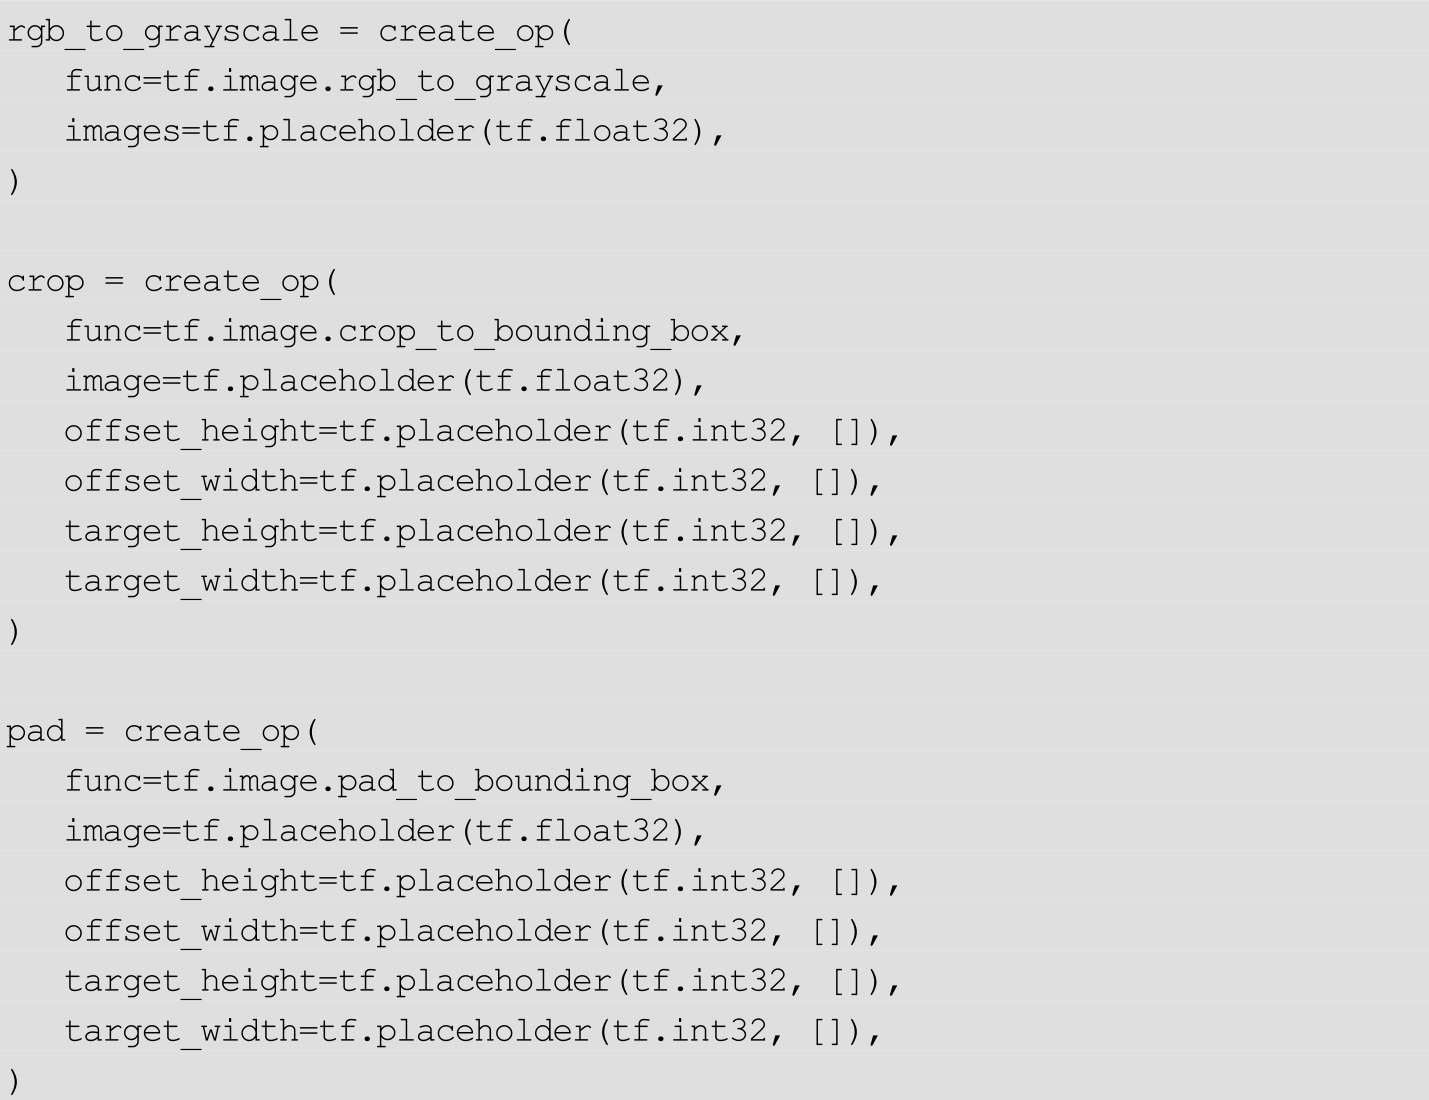 rgb_to_grayscale = create_op(
   func=tf.image.rgb_to_grayscale,
   images=tf.placeholder(tf.float32),
)

crop = create_op(
   func=tf.image.crop_to_bounding_box,
   image=tf.placeholder(tf.float32),
   offset_height=tf.placeholder(tf.int32, []),
   offset_width=tf.placeholder(tf.int32, []),
   target_height=tf.placeholder(tf.int32, []),
   target_width=tf.placeholder(tf.int32, []),
)

pad = create_op(
   func=tf.image.pad_to_bounding_box,
   image=tf.placeholder(tf.float32),
   offset_height=tf.placeholder(tf.int32, []),
   offset_width=tf.placeholder(tf.int32, []),
   target_height=tf.placeholder(tf.int32, []),
   target_width=tf.placeholder(tf.int32, []),
)